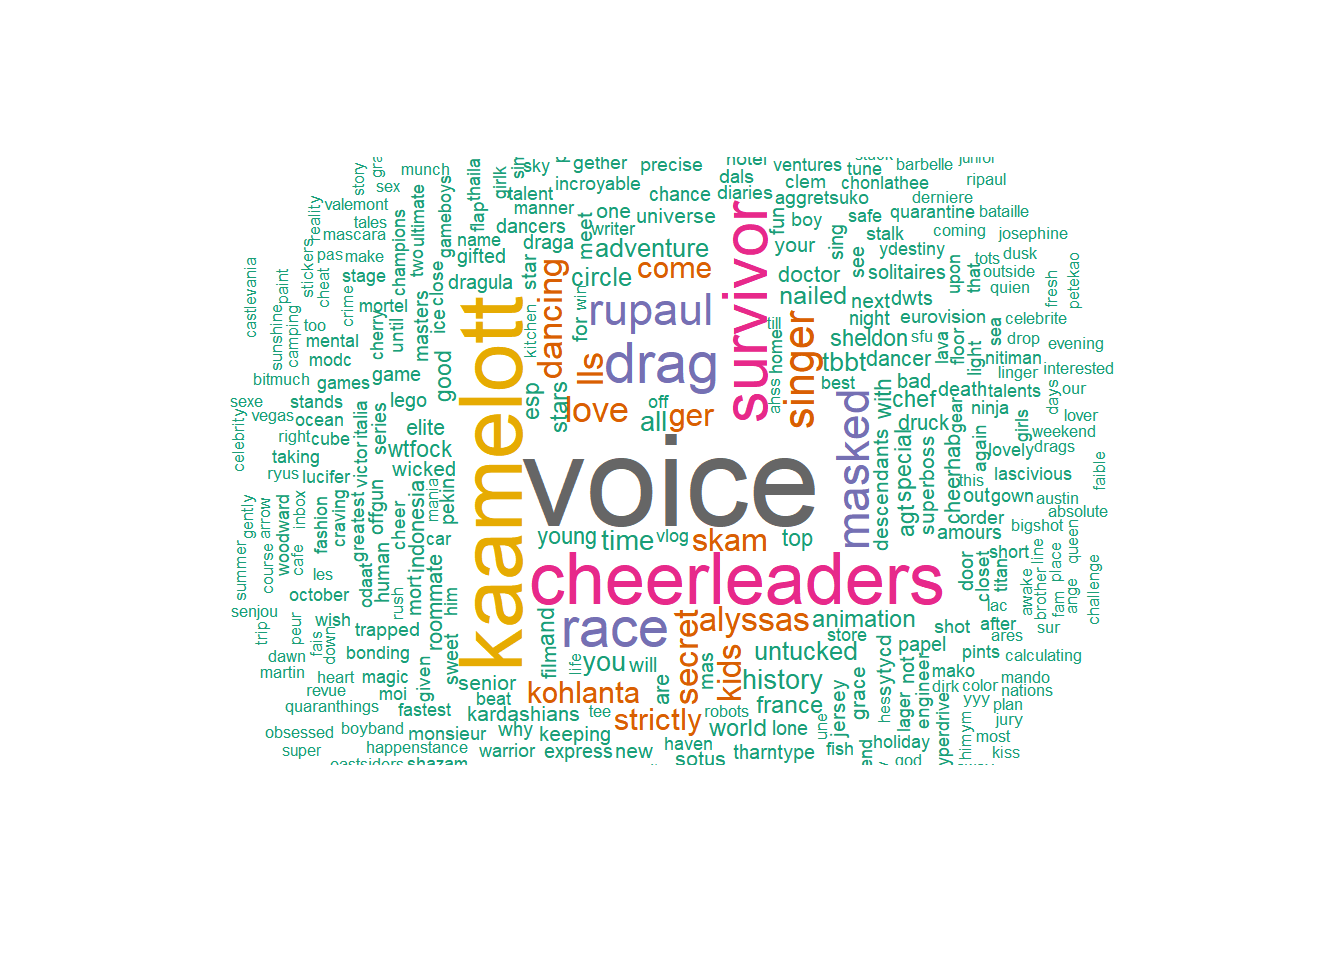 voice
kaamelott
cheerleaders
survivor
drag
race
rupaul
masked
singer
dancing
lls
love
ger
come
skam
alyssas
secret
kids
kohlanta
strictly
munch
sky
gether
precise
hotel
ventures
tune
barbelle
junior
story
sex
valemont
tales
mascara
reality
stickers
pas
make
cheat
paint
castlevania
sunshine
camping
too
mental
modc
crime
stage
mortel
champions
two
ultimate
gameboys
flap
thaila
girlk
talent
incroyable
manner
dancers
draga
name
gifted
dragula
star
writer
one
meet
chance
universe
adventure
circle
dals
diaries
clem
aggretsuko
chonlathee
ripaul
derniere
fun
boy
safe
quarantine
bataille
your
sing
stalk
coming
josephine
see
ydestiny
doctor
solitaires
upon
that
tots
dusk
outside
quien
fresh
petekao
nailed
next
dwts
night
eurovision
sea
celebrite
sheldon
sfu
lava
floor
light
drop
evening
nitiman
linger
interested
till
homell
ahss
tbbt
dancer
best
bad
death
talents
our
days
chef
gear
ninja
girls
lover
weekend
drags
with
druck
again
lovely
lascivious
faible
descendants
special
agt
superboss
cheerhab
this
out
gown
austin
absolute
order
bigshot
amours
bitmuch
games
game
cherry
until
masters
ice
close
good
kitchen
for
win
esp
stars
off
all
sexe
stands
lego
vegas
ocean
celebrity
right
cube
victor
italia
series
elite
wtfock
taking
wicked
ryus
lucifer
greatest
offgun
mania
pekina
craving
fashion
inbox
arrow
gently
woodward
cafe
course
summer
les
human
cheer
indonesia
car
odaat
rush
mort
roommate
him
october
senjou
wish
peur
trip
trapped
fais
down
dawn
bonding
martin
heart
magic
given
sweet
revue
moi
senior
quaranthings
fastest
beat
obsessed
boyband
monsieur
kardashians
super
happenstance
warrior
why
keeping
express
new
shazam
young
time
vlog
top
film
and
life
you
will
are
mas
tee
robots
world
haven
sotus
tharntype
lone
history
france
untucked
animation
store
une
jersey
grace
fish
holiday
god
hess
ytycd
lager
not
engineer
papel
shot
pints
after
ares
calculating
mako
dirk
color
mando
nations
yyy
plan
himym
jury
most
kiss
door
closet
titan
short
lac
awake
brother
line
fam
place
ange
queen
challenge
sur